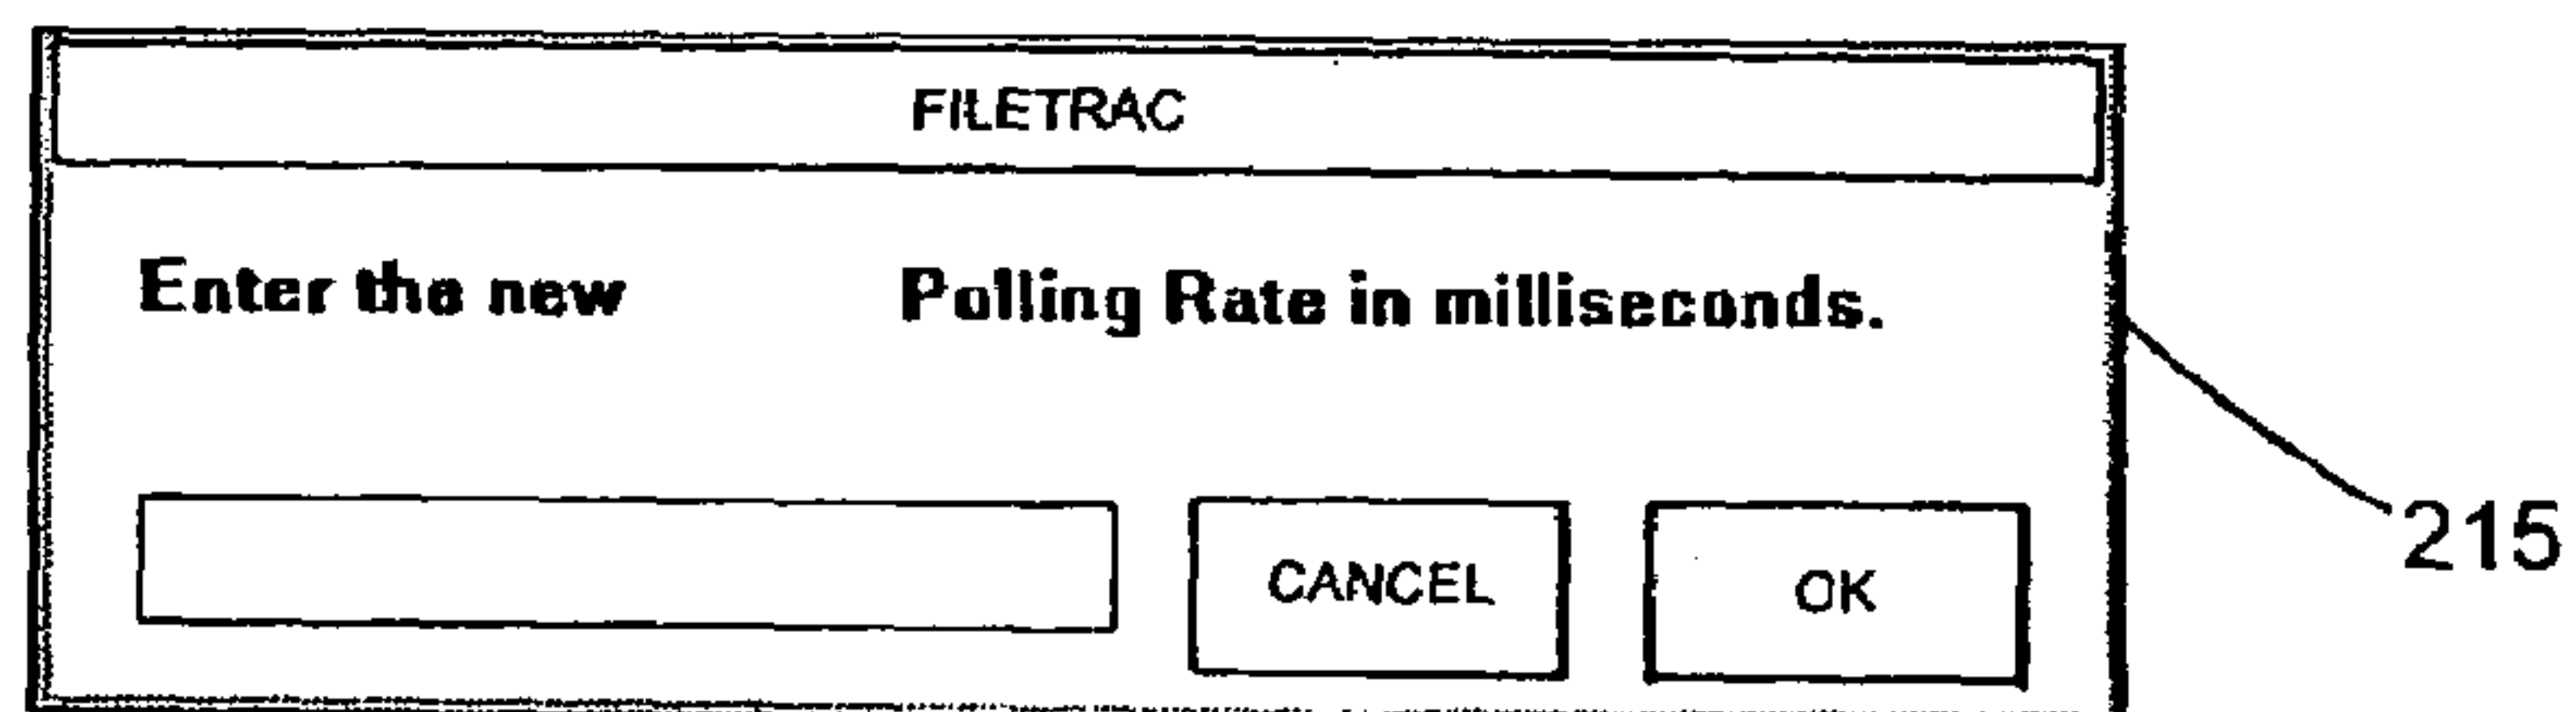 FILETRAC
Enter the new Polling Rate in milliseconds.
CANCEL OK
215